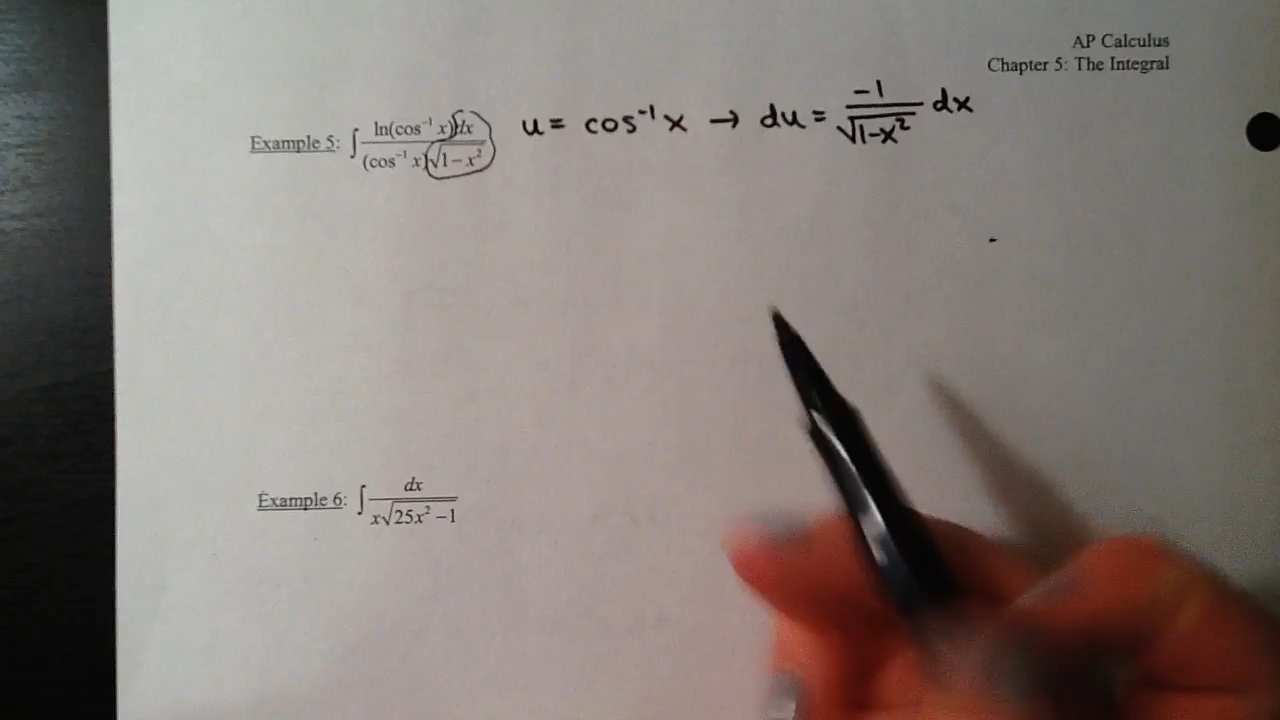 AP Calculus
Chapter 5: The Integral
Example 5: ∫ ln(cos⁻¹ x)dx / (cos⁻¹ x)√(1−x²) u = cos⁻¹x → du = −1/√(1−x²) dx
Example 6: ∫ dx / x√(25x² −1)